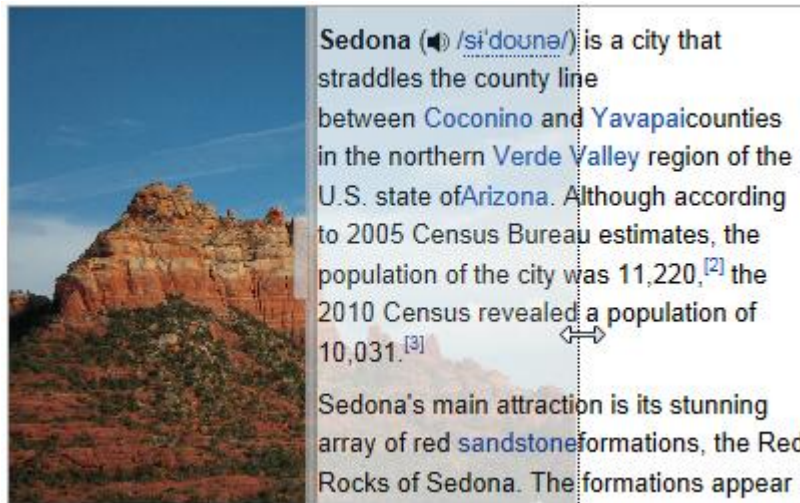 Sedona (/sɨˈdoʊnə/) is a city that
straddles the county line
between Coconino and Yavapaicounties
in the northern Verde Valley region of the
U.S. state ofArizona. Although according
to 2005 Census Bureau estimates, the
population of the city was 11,220,[2] the
2010 Census revealed a population of
10,031.[3]
Sedona's main attraction is its stunning
array of red sandstoneformations, the Red
Rocks of Sedona. The formations appear